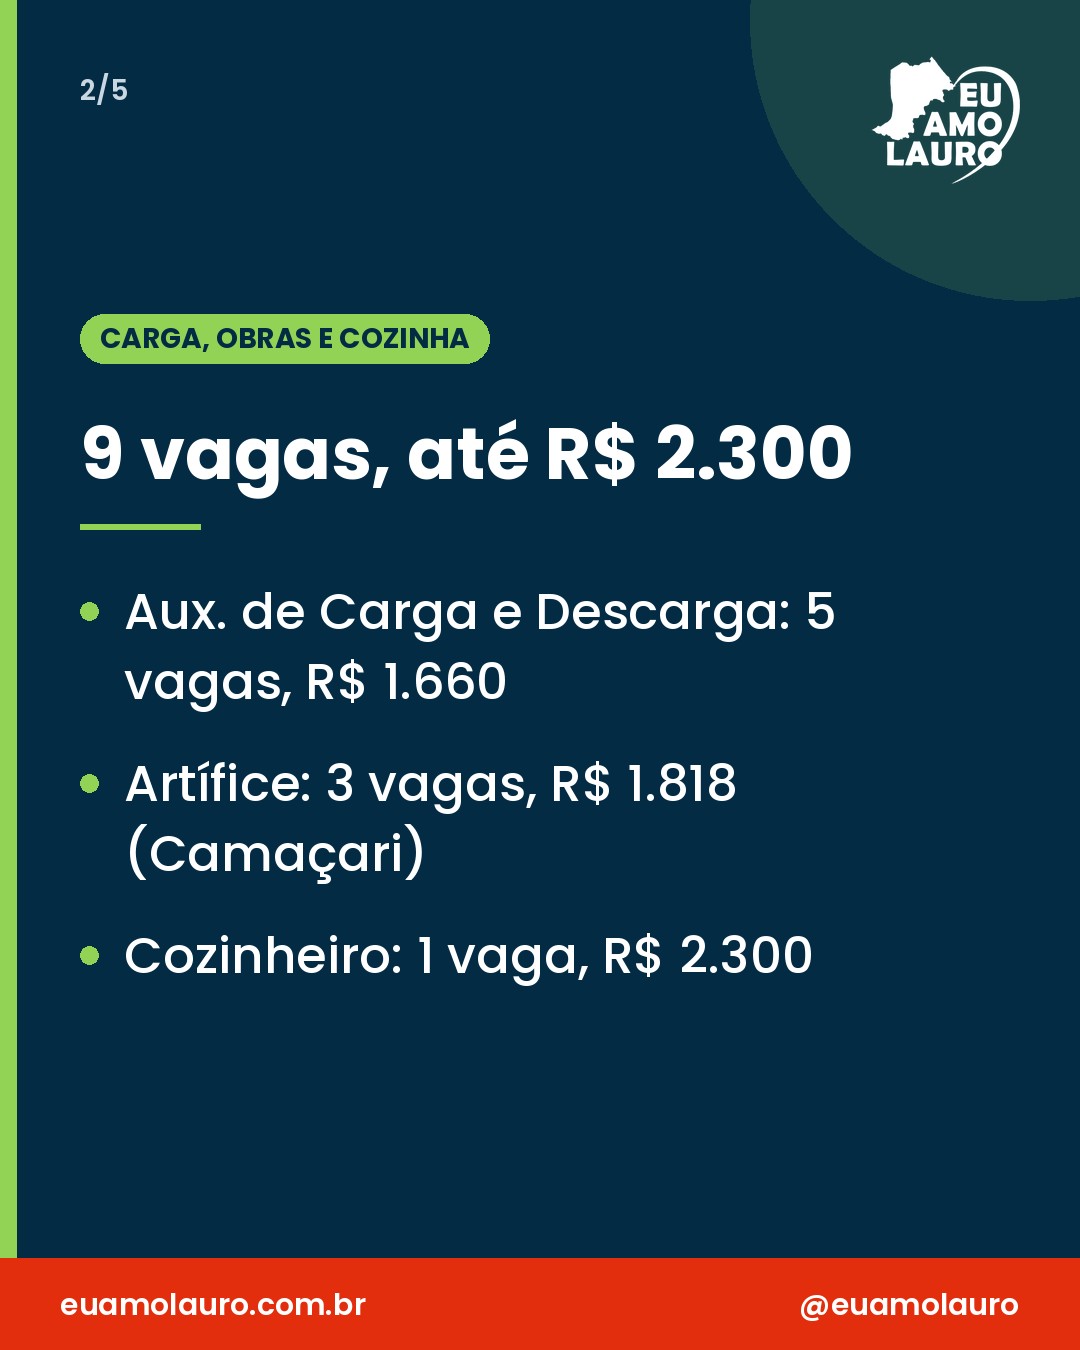 2/5
EU
AMO
LAURO
CARGA, OBRAS E COZINHA
9 vagas, até R$ 2.300
Aux. de Carga e Descarga: 5
vagas, R$ 1.660
Artífice: 3 vagas, R$ 1.818
(Camaçari)
Cozinheiro: 1 vaga, R$ 2.300
euamolauro.com.br
@euamolauro